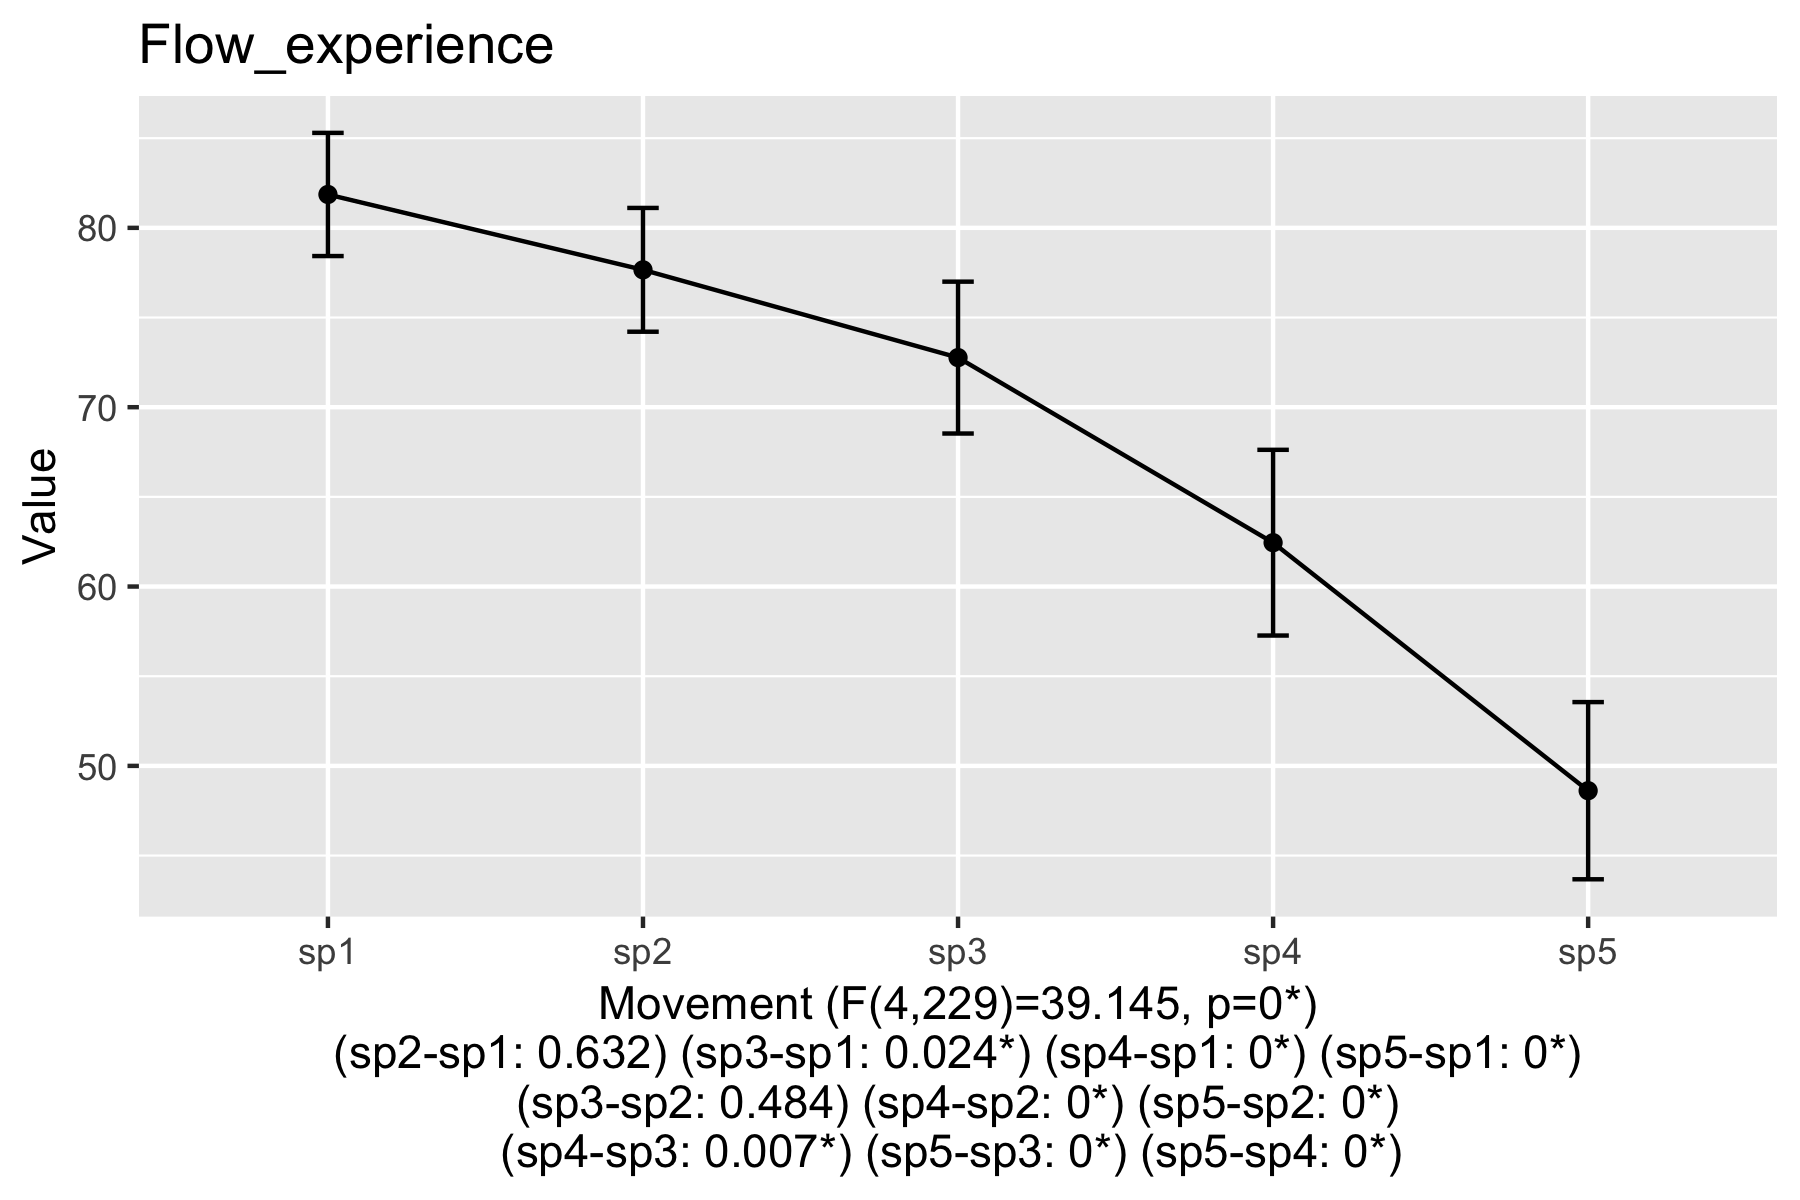 Flow_experience
Value
80
70
60
50
sp1 sp2 sp3 sp4 sp5
Movement (F(4,229)=39.145, p=0*)
(sp2-sp1: 0.632) (sp3-sp1: 0.024*) (sp4-sp1: 0*) (sp5-sp1: 0*)
(sp3-sp2: 0.484) (sp4-sp2: 0*) (sp5-sp2: 0*)
(sp4-sp3: 0.007*) (sp5-sp3: 0*) (sp5-sp4: 0*)